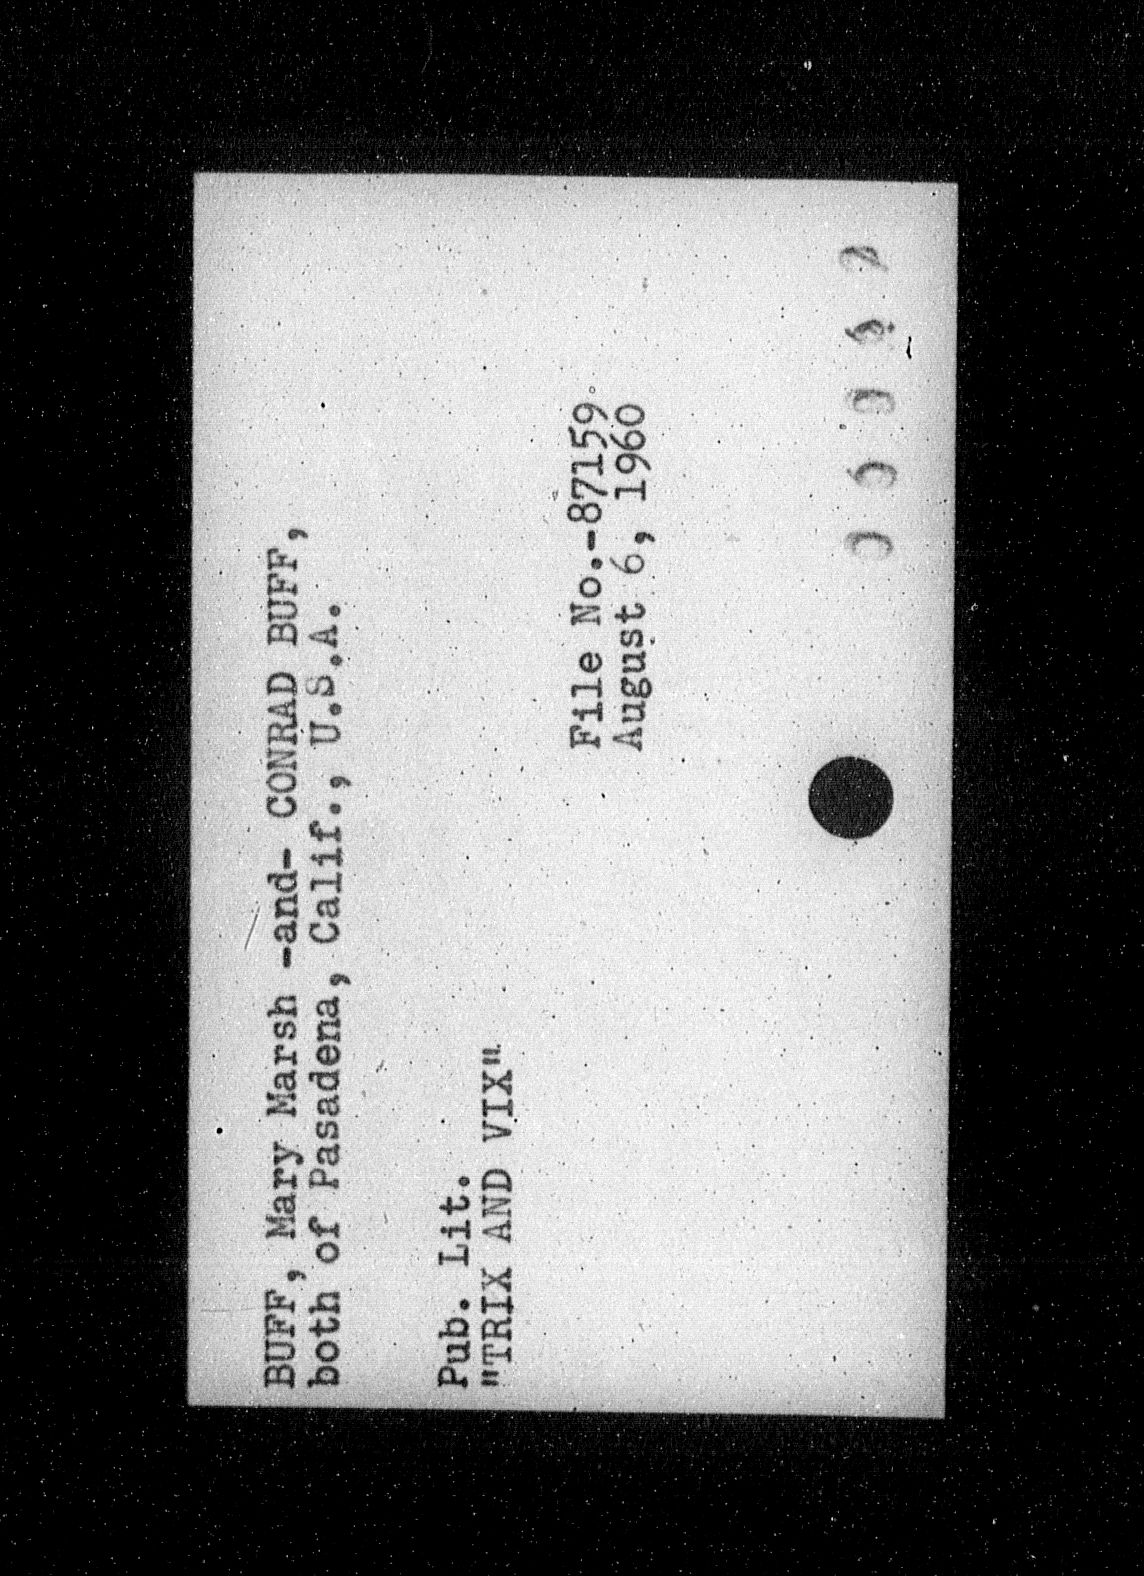 BUFF, Mary Marsh -and- CONRAD BUFF,
both of Pasadena, Calif., U.S.A.
Pub. Lit.
"TRIX AND VIX"
File No.-87159
August 6, 1960